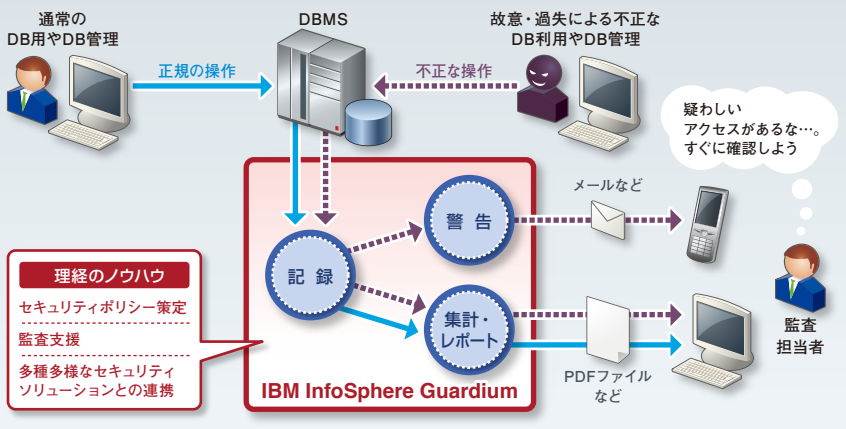 通常の
DB用やDB管理
DBMS
故意・過失による不正な
DB利用やDB管理
正規の操作
不正な操作
疑わしい
アクセスがあるな…。
すぐに確認しよう
メールなど
警告
記録
集計・
レポート
PDFファイル
など
監査
担当者
理経のノウハウ
セキュリティポリシー策定
監査支援
多種多様なセキュリティ
ソリューションとの連携
IBM InfoSphere Guardium